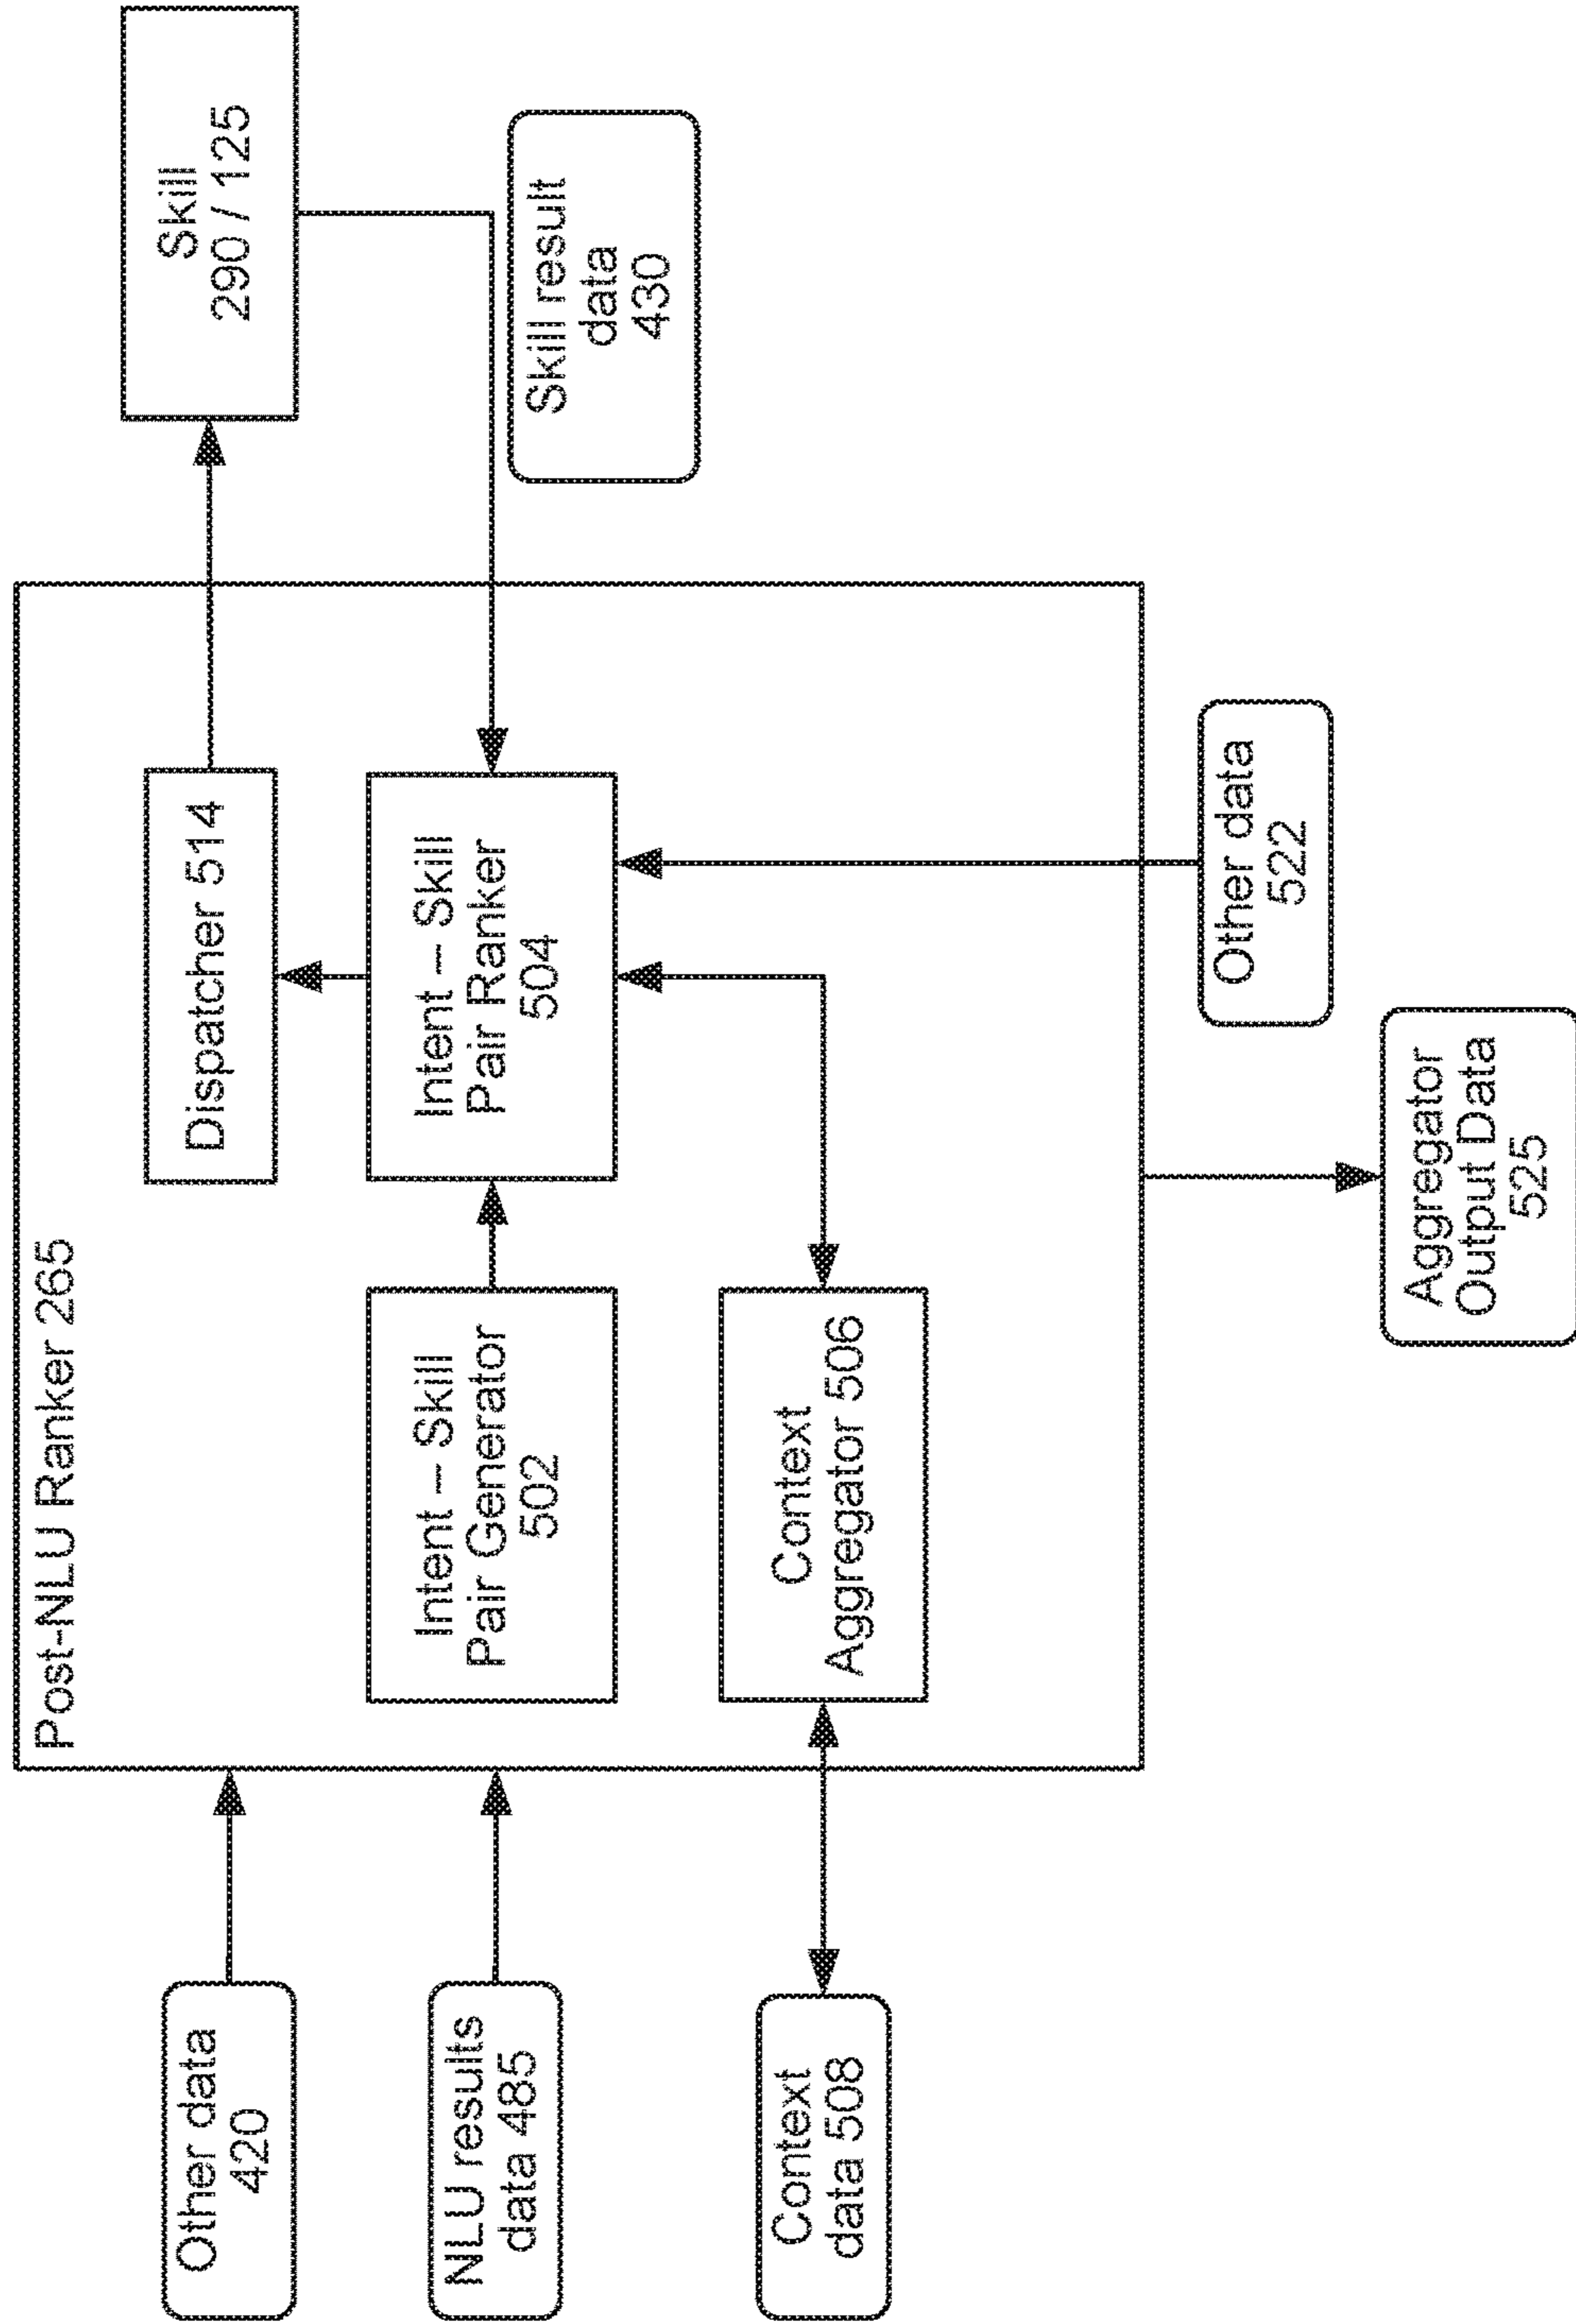 Post-NLU Ranker 265
Other data
420
NLU results
data 485
Context
data 508
Dispatcher 514
Intent – Skill
Pair Generator
502
Intent – Skill
Pair Ranker
504
Context
Aggregator 506
Skill
290 / 125
Skill result
data
430
Other data
522
Aggregator
Output Data
525